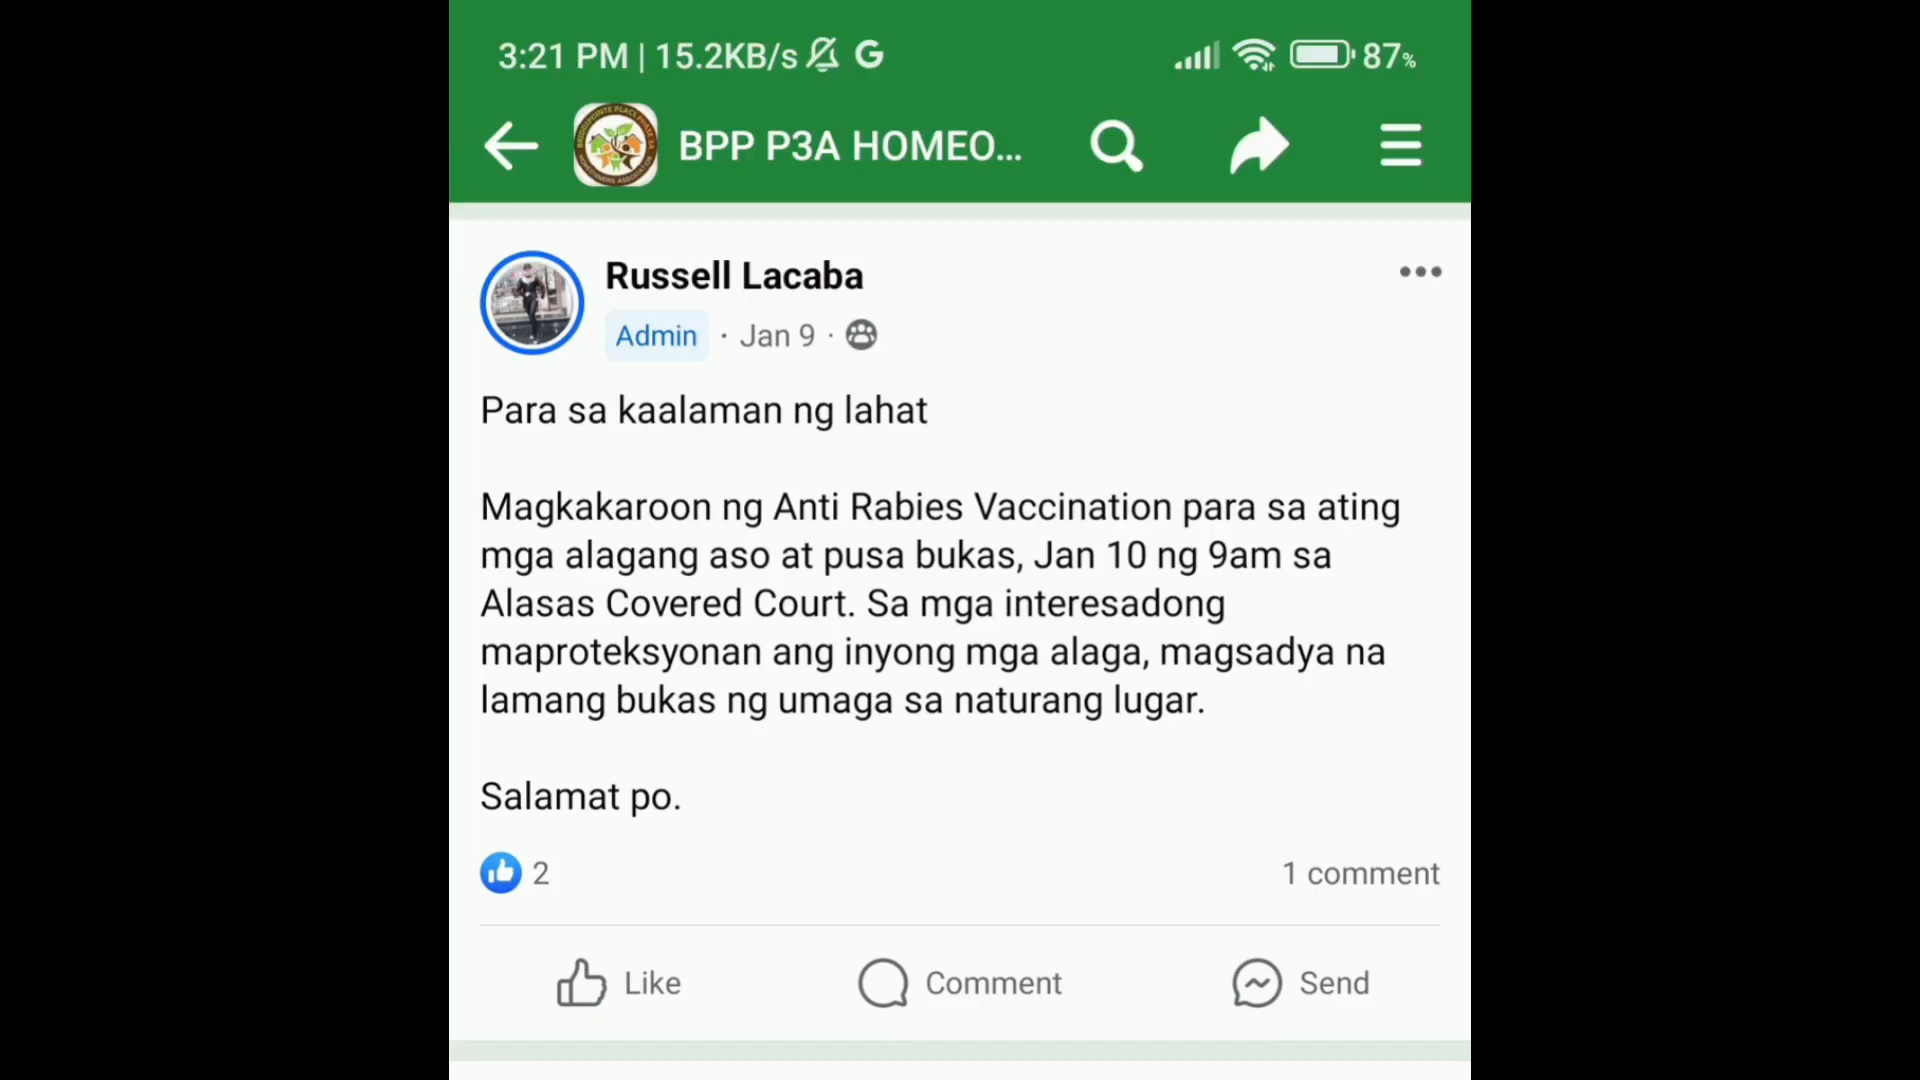 3:21 PM | 15.2KB/s G 87%
BPP P3A HOMEO...
Russell Lacaba
Admin · Jan 9 ·
Para sa kaalaman ng lahat
Magkakaroon ng Anti Rabies Vaccination para sa ating
mga alagang aso at pusa bukas, Jan 10 ng 9am sa
Alasas Covered Court. Sa mga interesadong
maproteksyonan ang inyong mga alaga, magsadya na
lamang bukas ng umaga sa naturang lugar.
Salamat po.
2 1 comment
Like Comment Send